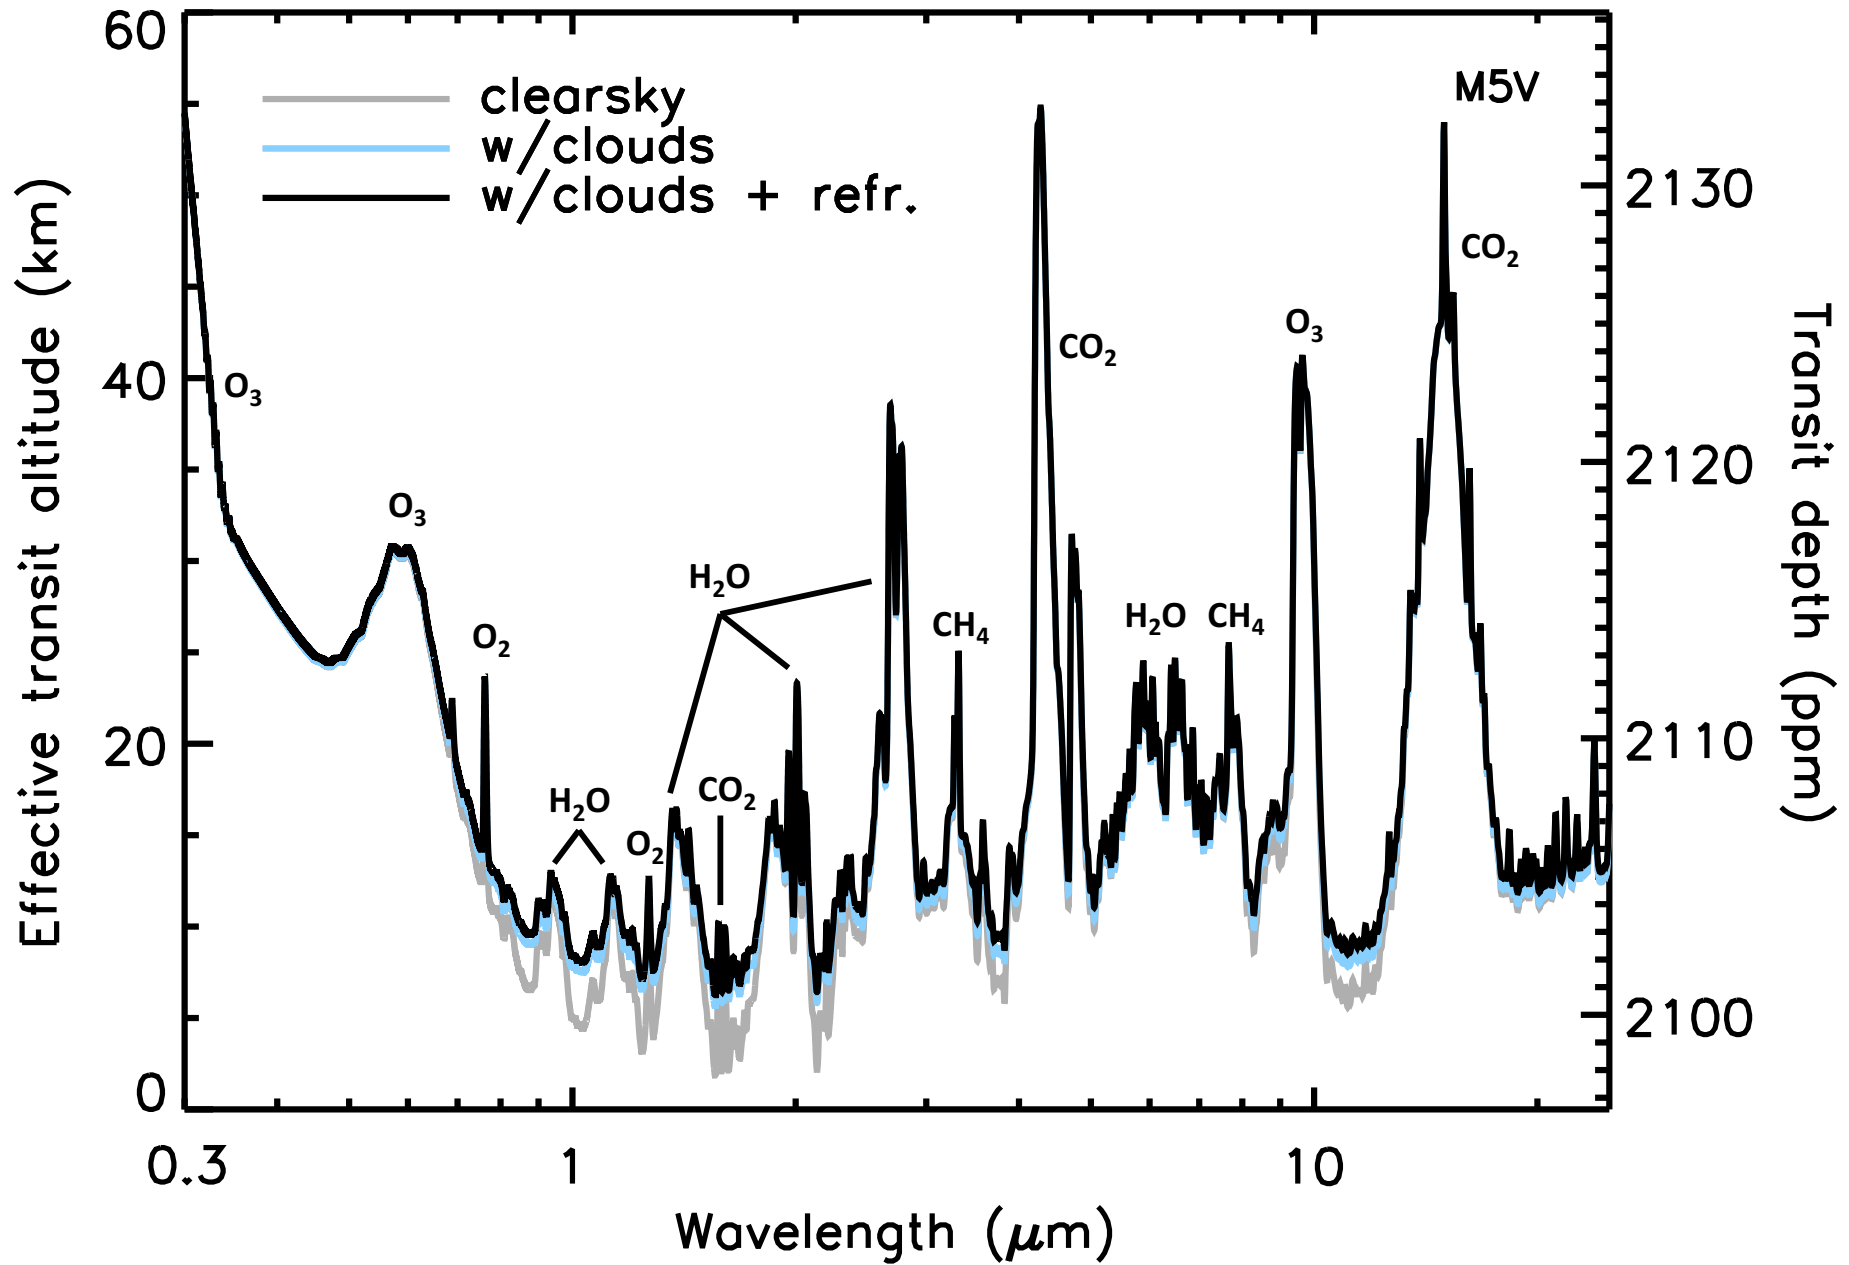 60
40
20
0
Effective transit altitude (km)
clearsky
w/clouds
w/clouds + refr.
M5V
O₃
O₃
O₂
H₂O
O₂
H₂O
CO₂
CH₄
CO₂
H₂O
CH₄
O₃
CO₂
2130
2120
2110
2100
Transit depth (ppm)
0.3
1
10
Wavelength (μm)